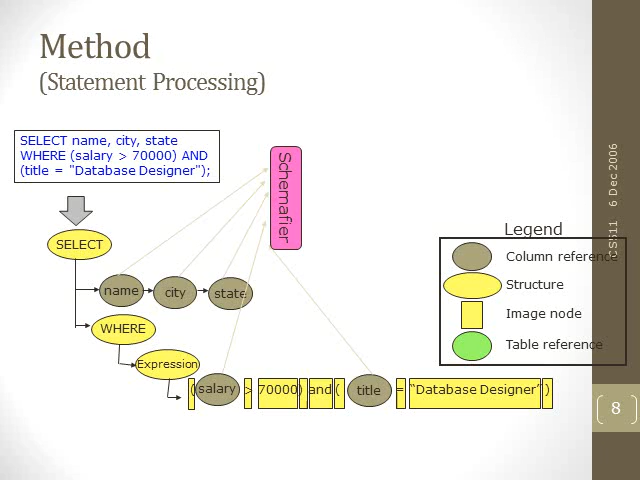 Method
(Statement Processing)
SELECT name, city, state
WHERE (salary > 70000) AND
(title = "Database Designer");
Schemafier
SELECT
name
city
state
WHERE
Expression
( salary > 70000 ) and ( title = “Database Designer” )
Legend
Column reference
Structure
Image node
Table reference
CS511 6 Dec 2006
8